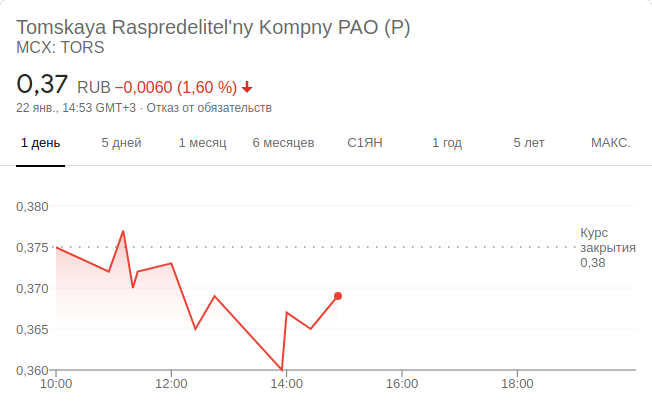 Tomskaya Raspredelitel'ny Kompny PAO (P)
MCX: TORS
0,37 RUB −0,0060 (1,60 %)
22 янв., 14:53 GMT+3 · Отказ от обязательств
1 день 5 дней 1 месяц 6 месяцев С1ЯН 1 год 5 лет МАКС.
0,380
Курс
0,375 закрытия
0,38
0,370
0,365
0,360
10:00 12:00 14:00 16:00 18:00